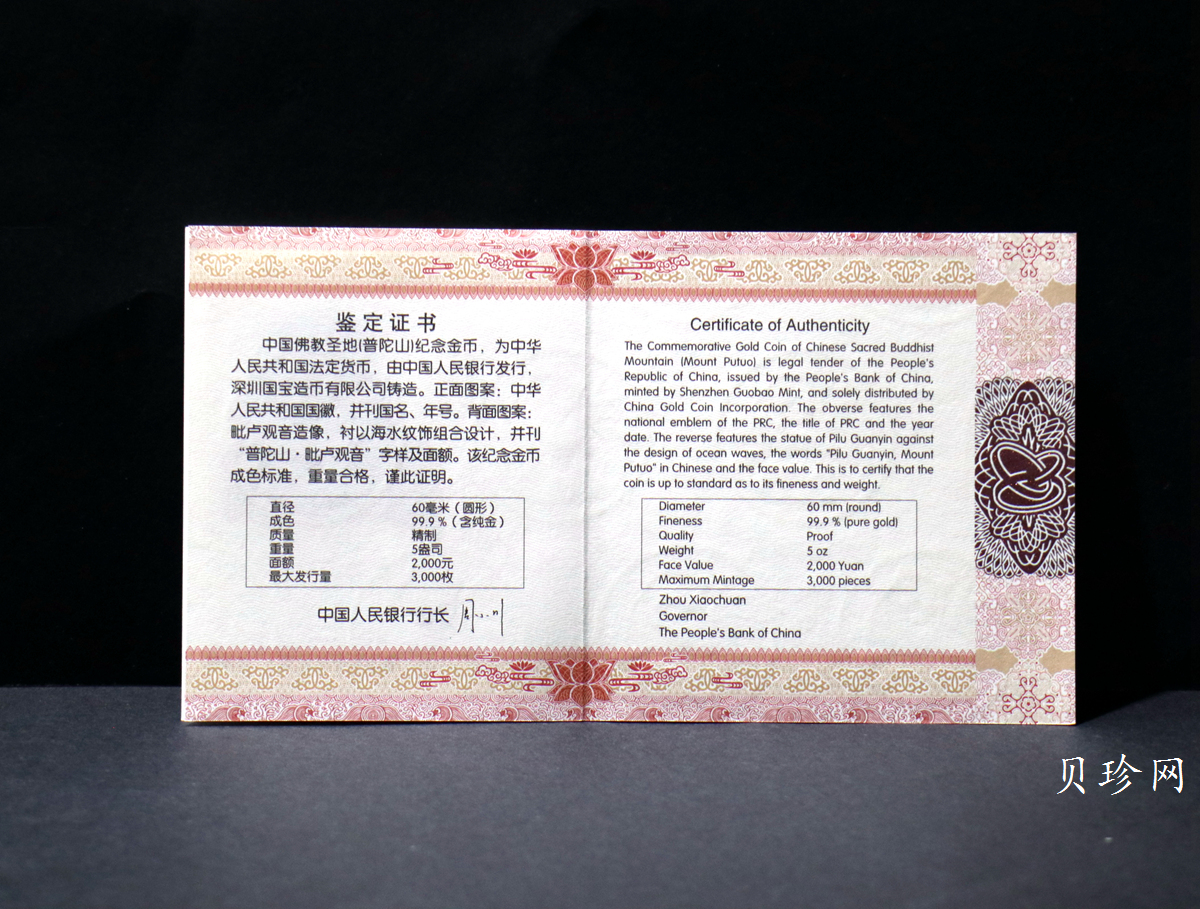 鉴定证书
中国佛教圣地(普陀山)纪念金币，为中华
人民共和国法定货币，由中国人民银行发行，
深圳国宝造币有限公司铸造。正面图案：中华
人民共和国国徽，并刊国名、年号。背面图案：
毗卢观音造像，衬以海水纹饰组合设计，并刊
“普陀山·毗卢观音”字样及面额。该纪念金币
成色标准，重量合格，谨此证明。
直径 60毫米（圆形）
成色 99.9 %（含纯金）
质量 精制
重量 5盎司
面额 2,000元
最大发行量 3,000枚
中国人民银行行长
Certificate of Authenticity
The Commemorative Gold Coin of Chinese Sacred Buddhist
Mountain (Mount Putuo) is legal tender of the People's
Republic of China, issued by the People's Bank of China,
minted by Shenzhen Guobao Mint, and solely distributed by
China Gold Coin Incorporation. The obverse features the
national emblem of the PRC, the title of PRC and the year
date. The reverse features the statue of Pilu Guanyin against
the design of ocean waves, the words "Pilu Guanyin, Mount
Putuo" in Chinese and the face value. This is to certify that the
coin is up to standard as to its fineness and weight.
Diameter 60 mm (round)
Fineness 99.9 % (pure gold)
Quality Proof
Weight 5 oz
Face Value 2,000 Yuan
Maximum Mintage 3,000 pieces
Zhou Xiaochuan
Governor
The People's Bank of China
贝珍网